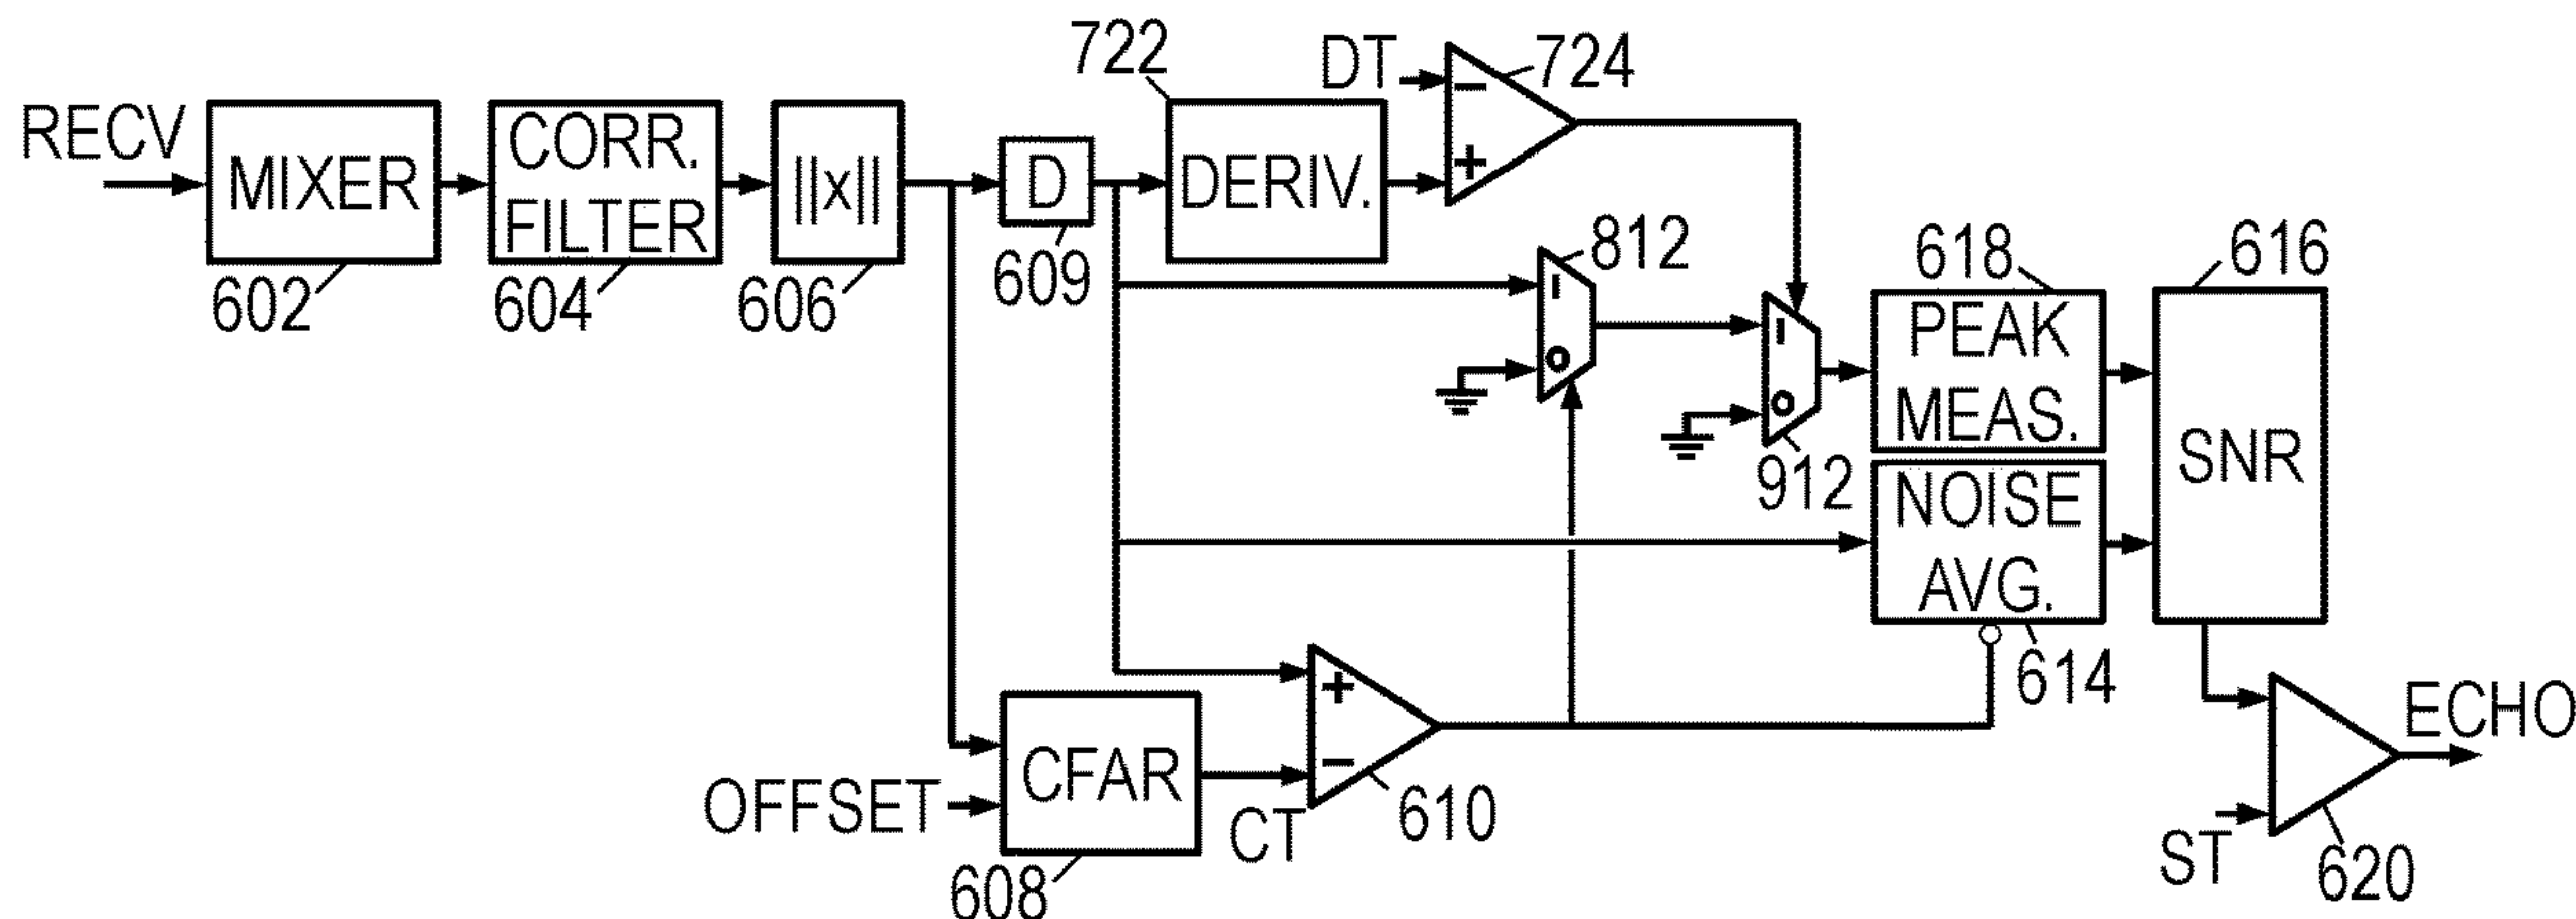 722
DT
724
RECV
MIXER
CORR.
FILTER
||x||
D
DERIV.
−
+
602
604
606
609
812
I
O
618
616
PEAK
MEAS.
I
O
912
SNR
NOISE
AVG.
614
+
−
CFAR
OFFSET
CT
610
608
ECHO
ST
620